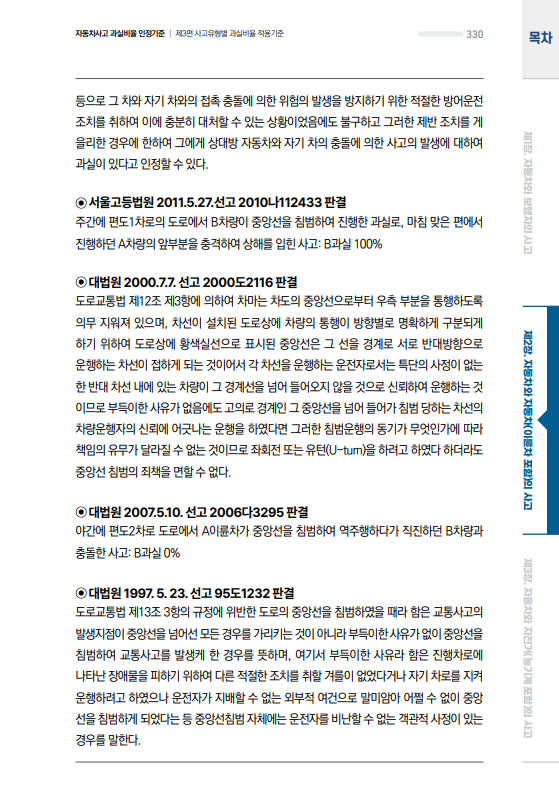 자동차사고 과실비율 인정기준 | 제3편 사고유형별 과실비율 적용기준
330
목차
등으로 그 차와 자기 차와의 접촉 충돌에 의한 위험의 발생을 방지하기 위한 적절한 방어운전
조치를 취하여 이에 충분히 대처할 수 있는 상황이었음에도 불구하고 그러한 제반 조치를 게
을리한 경우에 한하여 그에게 상대방 자동차와 자기 차의 충돌에 의한 사고의 발생에 대하여
과실이 있다고 인정할 수 있다.
◉ 서울고등법원 2011.5.27.선고 2010나112433 판결
주간에 편도1차로의 도로에서 B차량이 중앙선을 침범하여 진행한 과실로, 마침 맞은 편에서
진행하던 A차량의 앞부분을 충격하여 상해를 입힌 사고: B과실 100%
◉ 대법원 2000.7.7. 선고 2000도2116 판결
도로교통법 제12조 제3항에 의하여 차마는 차도의 중앙선으로부터 우측 부분을 통행하도록
의무 지워져 있으며, 차선이 설치된 도로상에 차량의 통행이 방향별로 명확하게 구분되게
하기 위하여 도로상에 황색실선으로 표시된 중앙선은 그 선을 경계로 서로 반대방향으로
운행하는 차선이 접하게 되는 것이어서 각 차선을 운행하는 운전자로서는 특단의 사정이 없는
한 반대 차선 내에 있는 차량이 그 경계선을 넘어 들어오지 않을 것으로 신뢰하여 운행하는 것
이므로 부득이한 사유가 없음에도 고의로 경계인 그 중앙선을 넘어 들어가 침범 당하는 차선의
차량운행자의 신뢰에 어긋나는 운행을 하였다면 그러한 침범운행의 동기가 무엇인가에 따라
책임의 유무가 달라질 수 없는 것이므로 좌회전 또는 유턴(U-turn)을 하려고 하였다 하더라도
중앙선 침범의 죄책을 면할 수 없다.
◉ 대법원 2007.5.10. 선고 2006다3295 판결
야간에 편도2차로 도로에서 A이륜차가 중앙선을 침범하여 역주행하다가 직진하던 B차량과
충돌한 사고: B과실 0%
◉ 대법원 1997. 5. 23. 선고 95도1232 판결
도로교통법 제13조 3항의 규정에 위반한 도로의 중앙선을 침범하였을 때라 함은 교통사고의
발생지점이 중앙선을 넘어선 모든 경우를 가리키는 것이 아니라 부득이한 사유가 없이 중앙선을
침범하여 교통사고를 발생케 한 경우를 뜻하며, 여기서 부득이한 사유라 함은 진행차로에
나타난 장애물을 피하기 위하여 다른 적절한 조치를 취할 겨를이 없었다거나 자기 차로를 지켜
운행하려고 하였으나 운전자가 지배할 수 없는 외부적 여건으로 말미암아 어쩔 수 없이 중앙
선을 침범하게 되었다는 등 중앙선침범 자체에는 운전자를 비난할 수 없는 객관적 사정이 있는
경우를 말한다.
제1장. 자동차와 보행자의 사고
제2장. 자동차와 자동차(이륜차 포함)의 사고
제3장. 자동차와 자전거(농기계 포함)의 사고